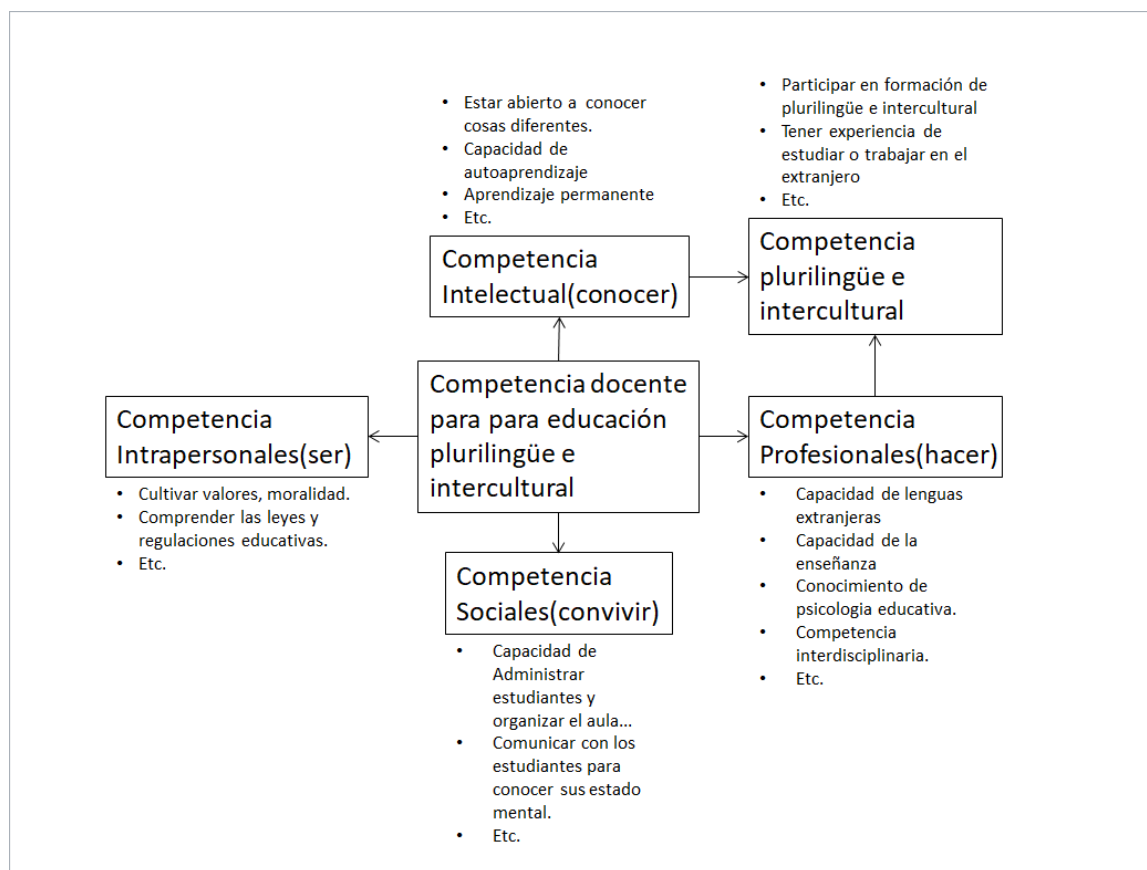 • Estar abierto a conocer
cosas diferentes.
• Capacidad de
autoaprendizaje
• Aprendizaje permanente
• Etc.
• Participar en formación de
plurilingüe e intercultural
• Tener experiencia de
estudiar o trabajar en el
extranjero
• Etc.
Competencia
Intelectual(conocer)
Competencia
plurilingüe e
intercultural
Competencia
Intrapersonales(ser)
• Cultivar valores, moralidad.
• Comprender las leyes y
regulaciones educativas.
• Etc.
Competencia docente
para para educación
plurilingüe e
intercultural
Competencia
Profesionales(hacer)
• Capacidad de lenguas
extranjeras
• Capacidad de la
enseñanza
• Conocimiento de
psicologia educativa.
• Competencia
interdisciplinaria.
• Etc.
Competencia
Sociales(convivir)
• Capacidad de
Administrar
estudiantes y
organizar el aula...
• Comunicar con los
estudiantes para
conocer sus estado
mental.
• Etc.